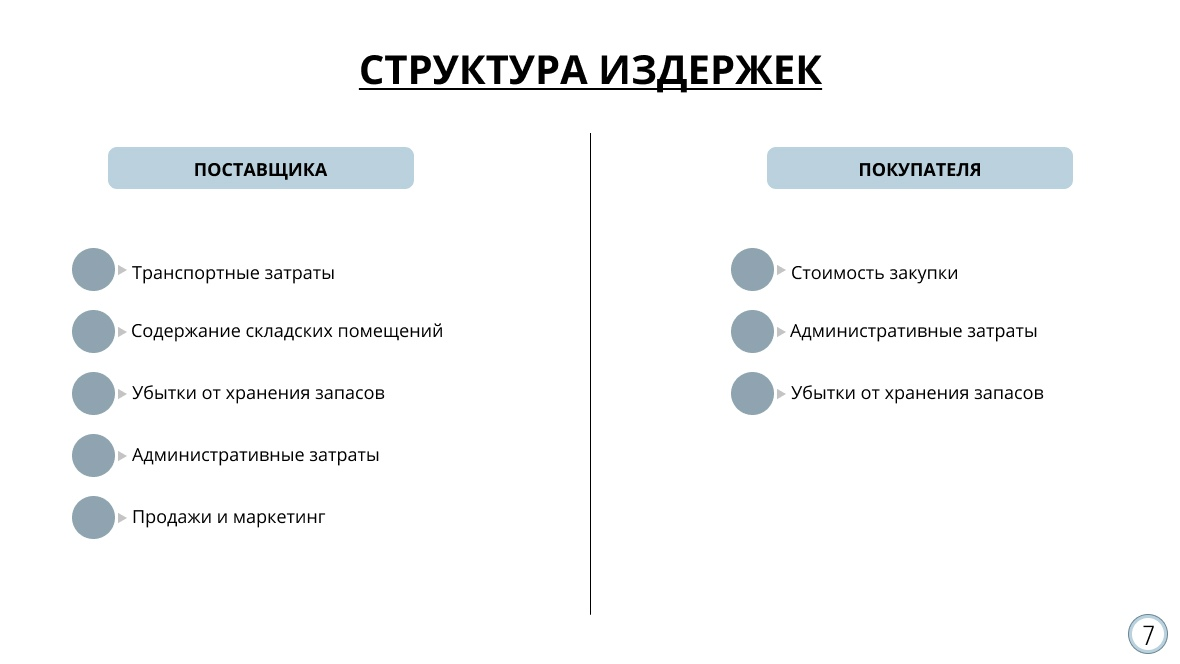 СТРУКТУРА ИЗДЕРЖЕК
ПОСТАВЩИКА
Транспортные затраты
Содержание складских помещений
Убытки от хранения запасов
Административные затраты
Продажи и маркетинг
ПОКУПАТЕЛЯ
Стоимость закупки
Административные затраты
Убытки от хранения запасов
7